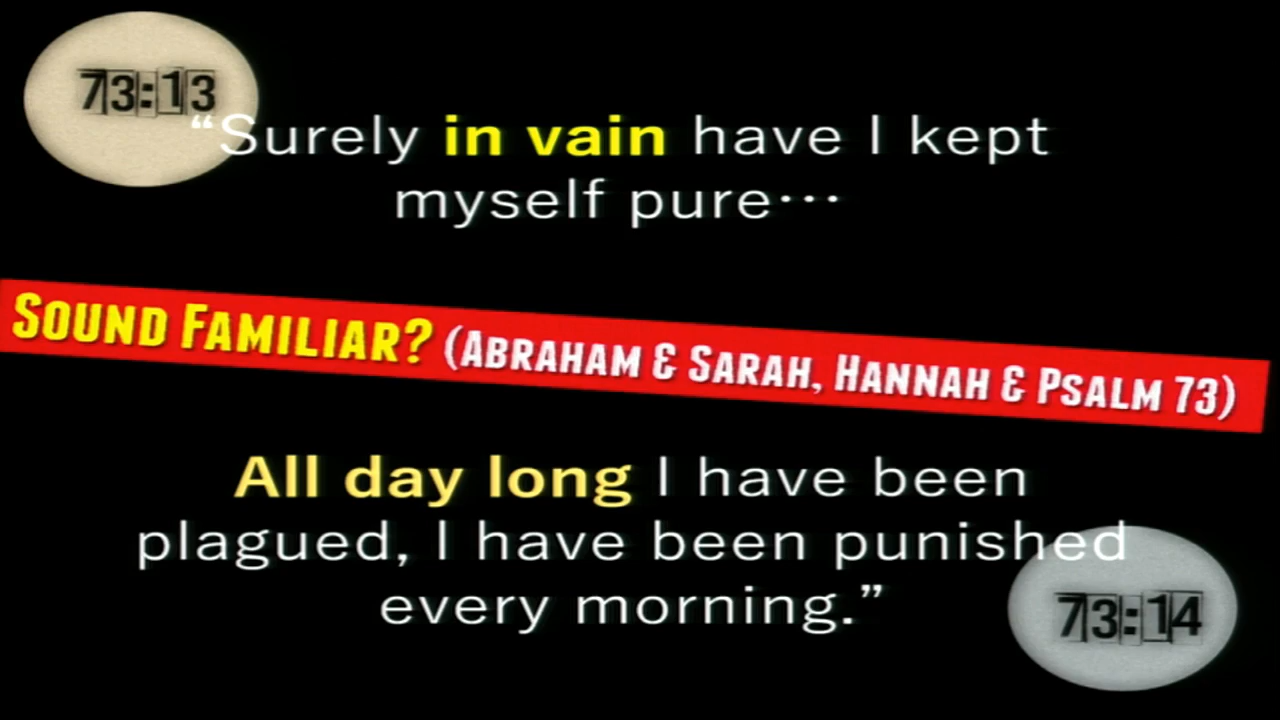 73:13
“Surely in vain have I kept
myself pure···
Sound Familiar? (Abraham & Sarah, Hannah & Psalm 73)
All day long I have been
plagued, I have been punished
every morning.”
73:14